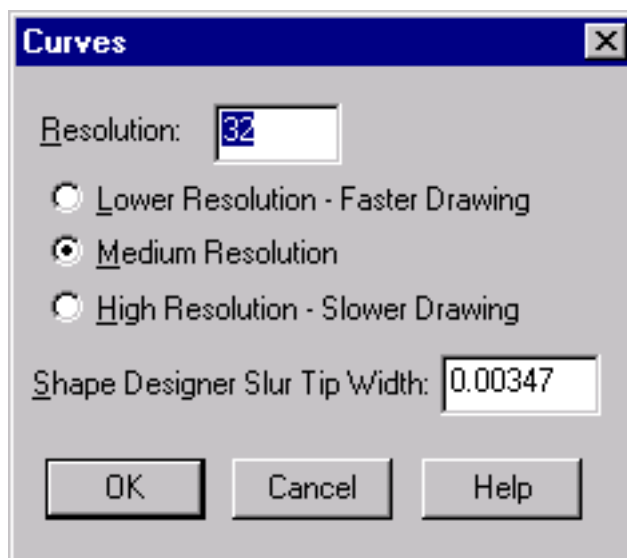 Curves
Resolution: 32
Lower Resolution - Faster Drawing
Medium Resolution
High Resolution - Slower Drawing
Shape Designer Slur Tip Width: 0.00347
OK Cancel Help